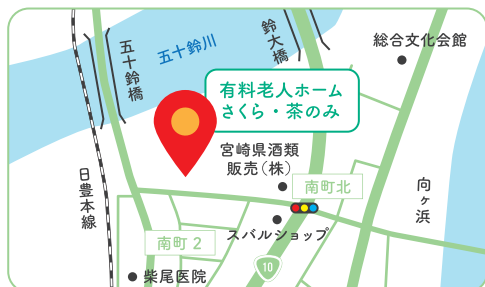 五十鈴橋
五十鈴川
鈴大橋
総合文化会館
有料老人ホーム
さくら・茶のみ
宮崎県酒類
販売（株）
南町北
向ヶ浜
日豊本線
スバルショップ
南町2
10
柴尾医院